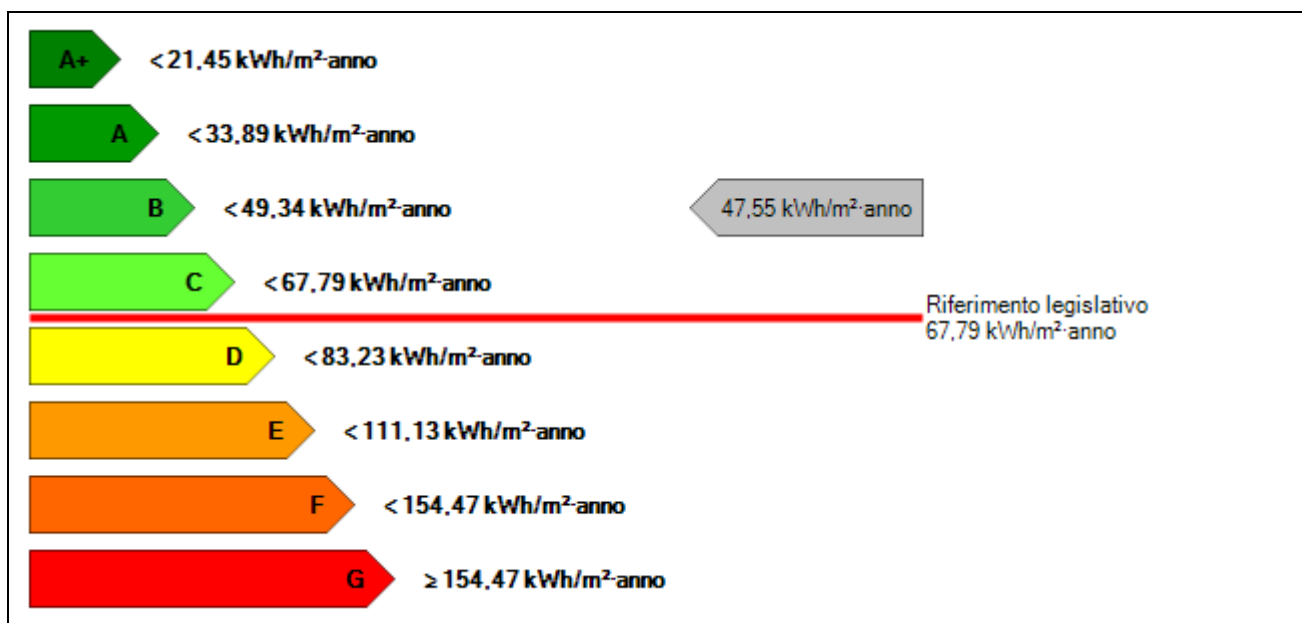 A+ < 21,45 kWh/m²·anno
A < 33,89 kWh/m²·anno
B < 49,34 kWh/m²·anno 47,55 kWh/m²·anno
C < 67,79 kWh/m²·anno
Riferimento legislativo
67,79 kWh/m²·anno
D < 83,23 kWh/m²·anno
E < 111,13 kWh/m²·anno
F < 154,47 kWh/m²·anno
G ≥ 154,47 kWh/m²·anno